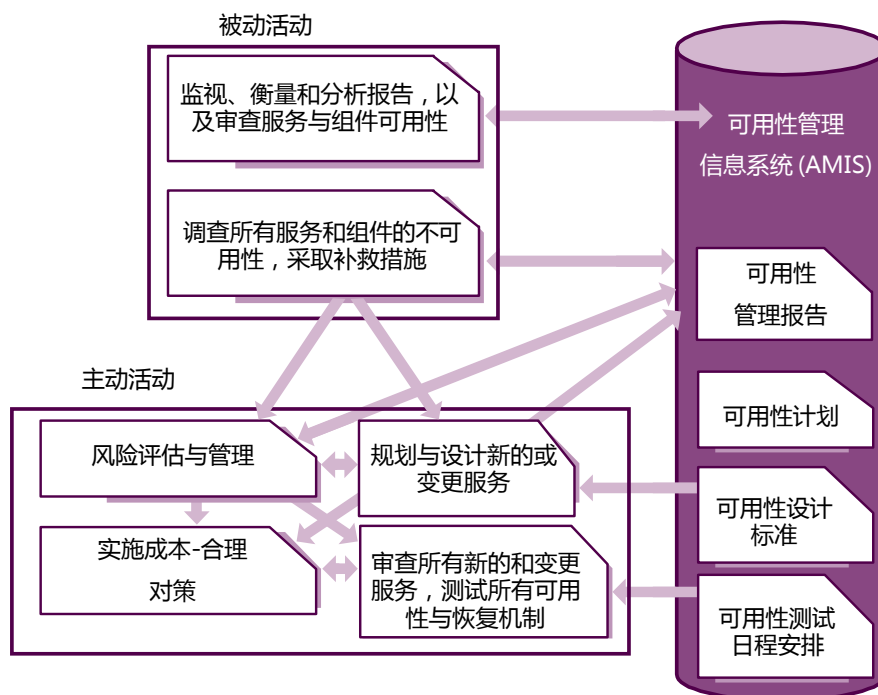 被动活动
监视、衡量和分析报告，以
及审查服务与组件可用性
调查所有服务和组件的不可
用性，采取补救措施
主动活动
风险评估与管理
规划与设计新的或
变更服务
实施成本-合理
对策
审查所有新的和变更
服务，测试所有可用
性与恢复机制
可用性管理
信息系统 (AMIS)
可用性
管理报告
可用性计划
可用性设计
标准
可用性测试
日程安排